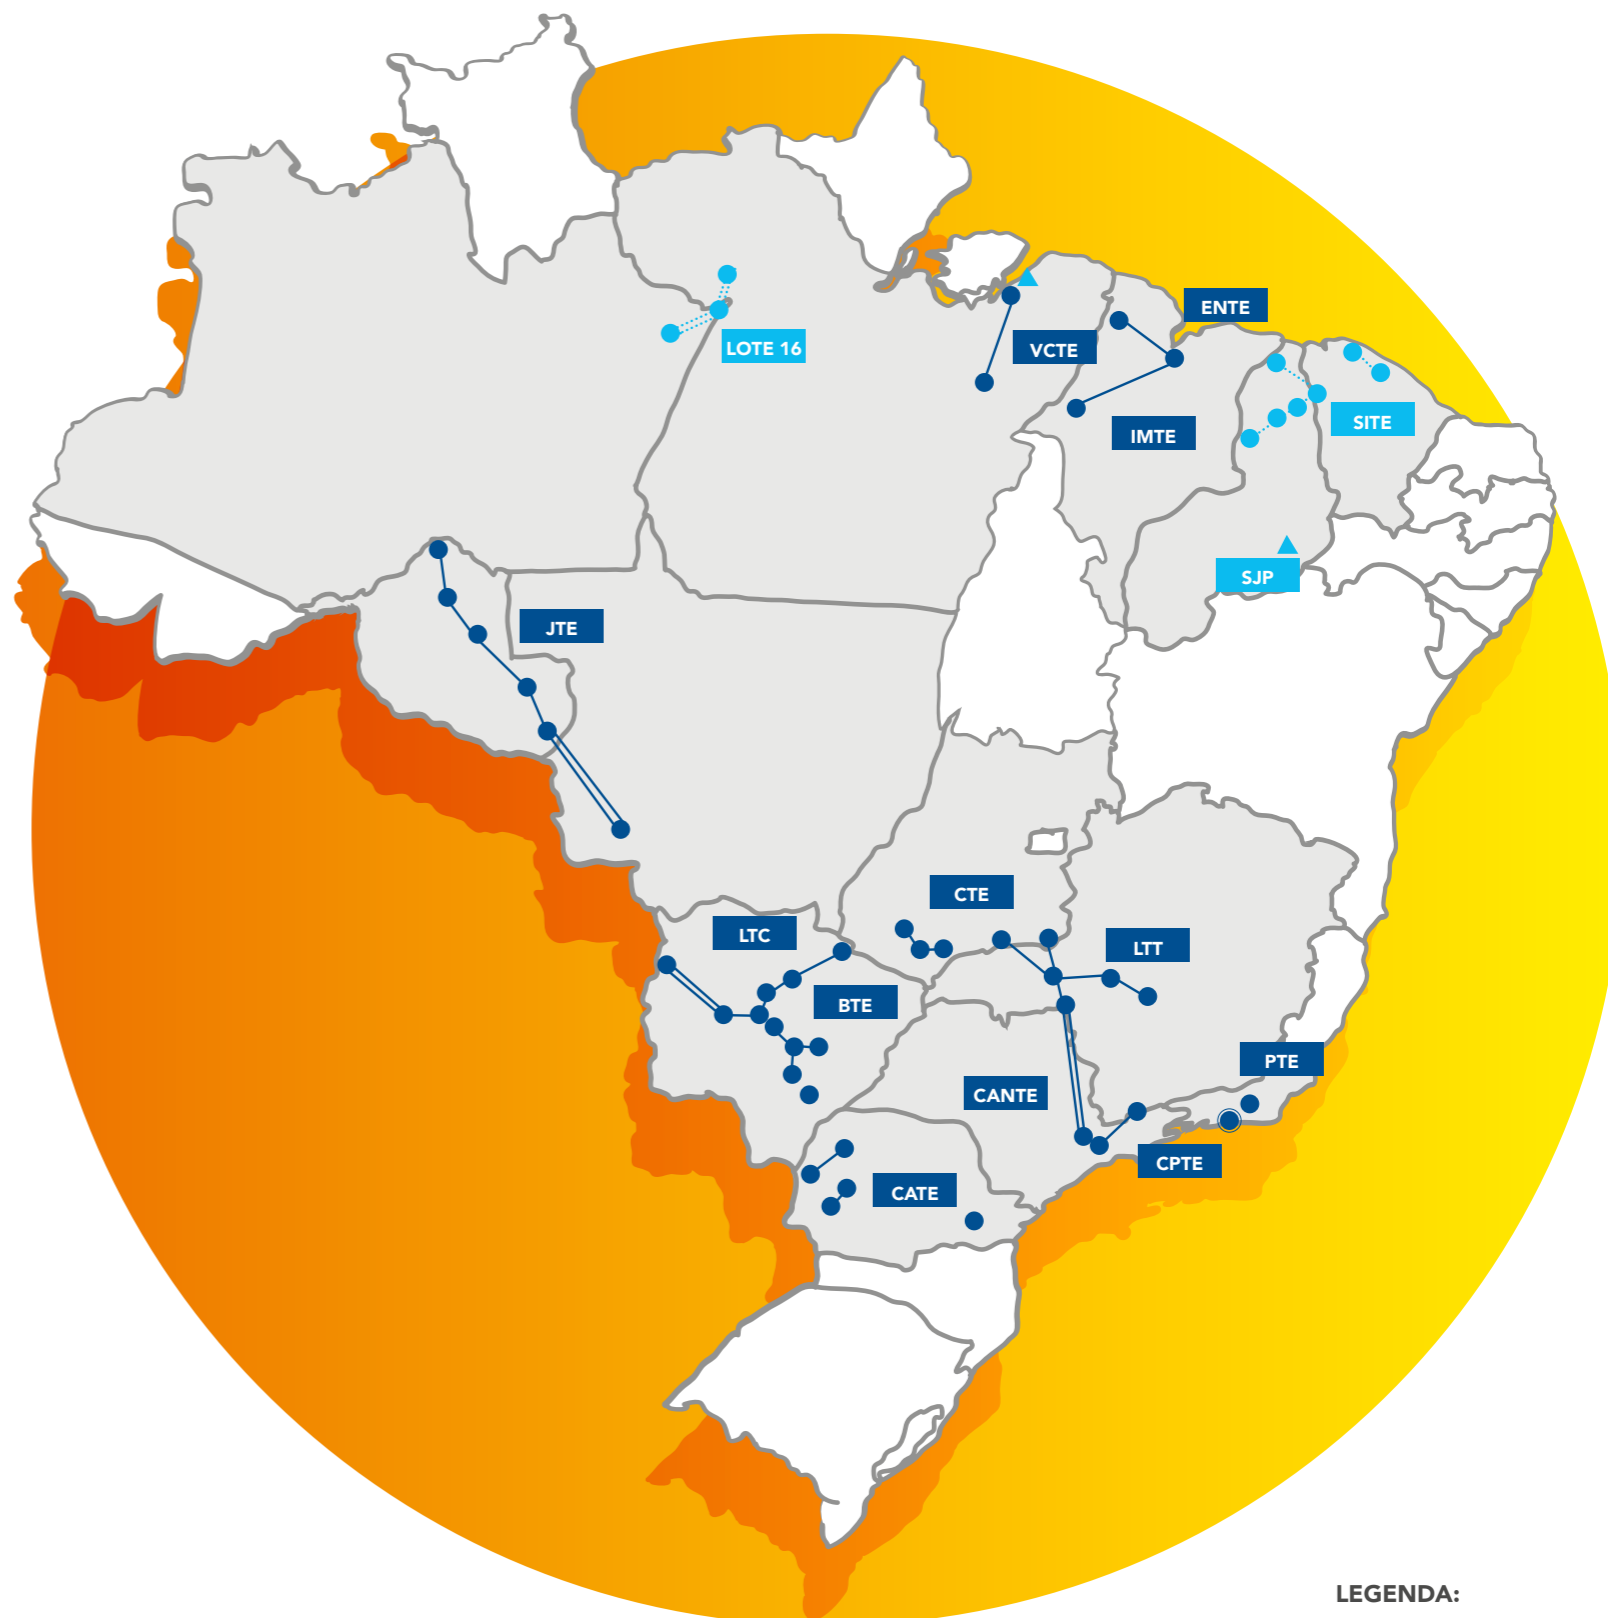 ENTE
LOTE 16
VCTE
IMTE
SITE
SJP
JTE
CTE
LTC
LTT
BTE
PTE
CANTE
CPTE
CATE
LEGENDA: